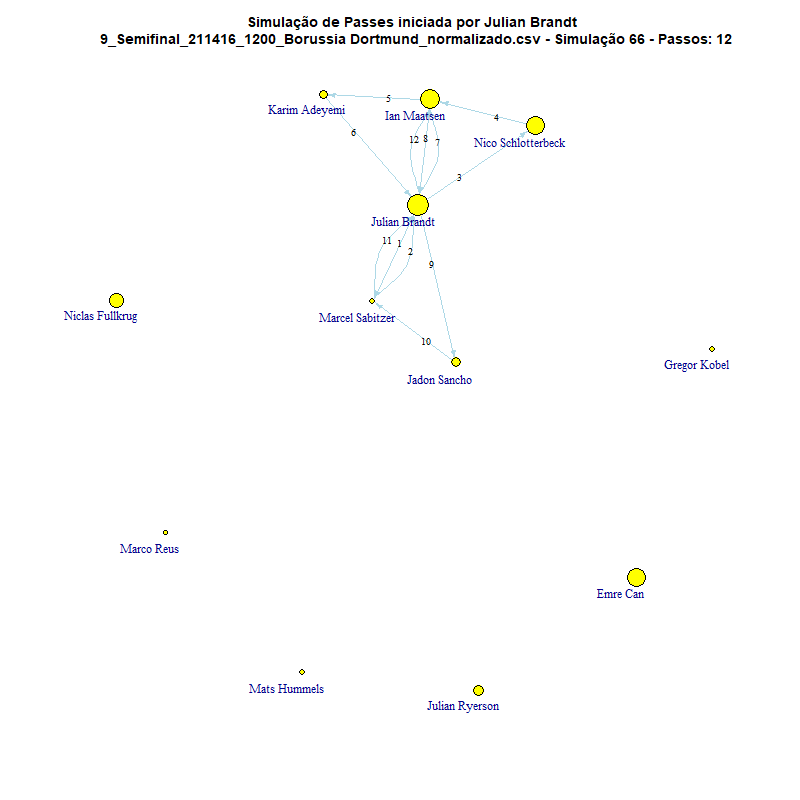 Simulação de Passes iniciada por Julian Brandt
9_Semifinal_211416_1200_Borussia Dortmund_normalizado.csv - Simulação 66 - Passos: 12
5
Karim Adeyemi
Ian Maatsen
4
6
12
8
7
Nico Schlotterbeck
3
Julian Brandt
11
1
2
9
Niclas Fullkrug
Marcel Sabitzer
10
Jadon Sancho
Gregor Kobel
Marco Reus
Emre Can
Mats Hummels
Julian Ryerson